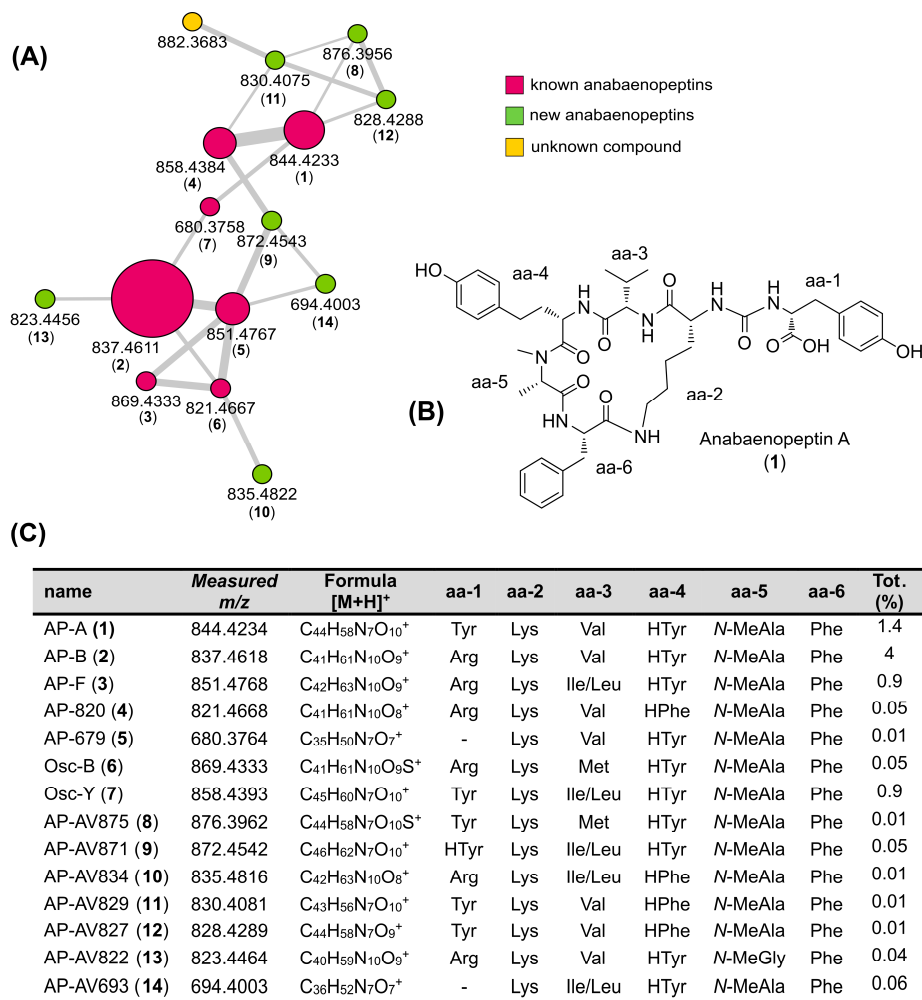 (A)
882.3683
876.3956
(8)
830.4075
(11)
828.4288
(12)
844.4233
(1)
858.4384
(4)
680.3758
(7)
872.4543
(9)
694.4003
(14)
823.4456
(13)
837.4611
(2)
851.4767
(5)
869.4333
(3)
821.4667
(6)
835.4822
(10)
known anabaenopeptins
new anabaenopeptins
unknown compound
(B)
HO
aa-4
aa-3
aa-1
H
N
O
O
H
N
H
N
O
N
H
O
O
OH
OH
N
O
aa-5
O
HN
O
NH
aa-2
aa-6
Anabaenopeptin A
(1)
(C)
name Measured m/z Formula [M+H]+ aa-1 aa-2 aa-3 aa-4 aa-5 aa-6 Tot. (%)
AP-A (1) 844.4234 C44H58N7O10+ Tyr Lys Val HTyr N-MeAla Phe 1.4
AP-B (2) 837.4618 C41H61N10O9+ Arg Lys Val HTyr N-MeAla Phe 4
AP-F (3) 851.4768 C42H63N10O9+ Arg Lys Ile/Leu HTyr N-MeAla Phe 0.9
AP-820 (4) 821.4668 C41H61N10O8+ Arg Lys Val HPhe N-MeAla Phe 0.05
AP-679 (5) 680.3764 C35H50N7O7+ - Lys Val HTyr N-MeAla Phe 0.01
Osc-B (6) 869.4333 C41H61N10O9S+ Arg Lys Met HTyr N-MeAla Phe 0.05
Osc-Y (7) 858.4393 C45H60N7O10+ Tyr Lys Ile/Leu HTyr N-MeAla Phe 0.9
AP-AV875 (8) 876.3962 C44H58N7O10S+ Tyr Lys Met HTyr N-MeAla Phe 0.01
AP-AV871 (9) 872.4542 C46H62N7O10+ HTyr Lys Ile/Leu HTyr N-MeAla Phe 0.05
AP-AV834 (10) 835.4816 C42H63N10O8+ Arg Lys Ile/Leu HPhe N-MeAla Phe 0.01
AP-AV829 (11) 830.4081 C43H56N7O10+ Tyr Lys Val HPhe N-MeAla Phe 0.01
AP-AV827 (12) 828.4289 C44H58N7O9+ Tyr Lys Val HPhe N-MeAla Phe 0.01
AP-AV822 (13) 823.4464 C40H59N10O9+ Arg Lys Val HTyr N-MeGly Phe 0.04
AP-AV693 (14) 694.4003 C36H52N7O7+ - Lys Ile/Leu HTyr N-MeAla Phe 0.06